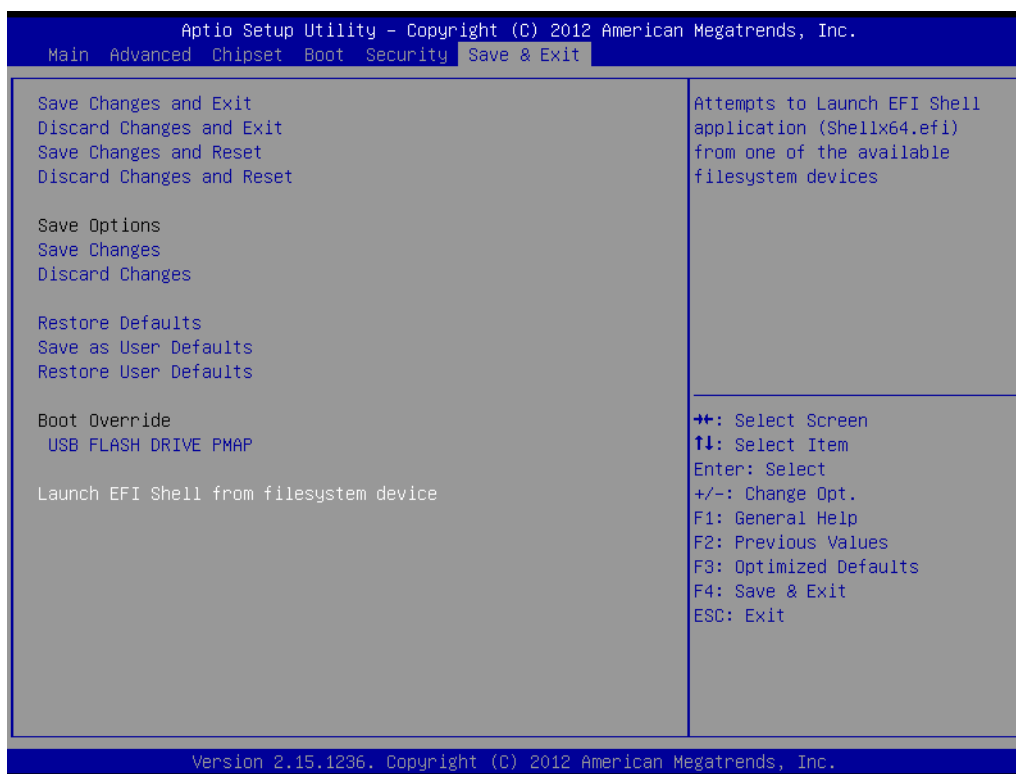 Aptio Setup Utility – Copyright (C) 2012 American Megatrends, Inc.
Main Advanced Chipset Boot Security Save & Exit
Save Changes and Exit
Discard Changes and Exit
Save Changes and Reset
Discard Changes and Reset
Save Options
Save Changes
Discard Changes
Restore Defaults
Save as User Defaults
Restore User Defaults
Boot Override
USB FLASH DRIVE PMAP
Launch EFI Shell from filesystem device
Attempts to Launch EFI Shell
application (Shellx64.efi)
from one of the available
filesystem devices
→←: Select Screen
↑↓: Select Item
Enter: Select
+/-: Change Opt.
F1: General Help
F2: Previous Values
F3: Optimized Defaults
F4: Save & Exit
ESC: Exit
Version 2.15.1236. Copyright (C) 2012 American Megatrends, Inc.